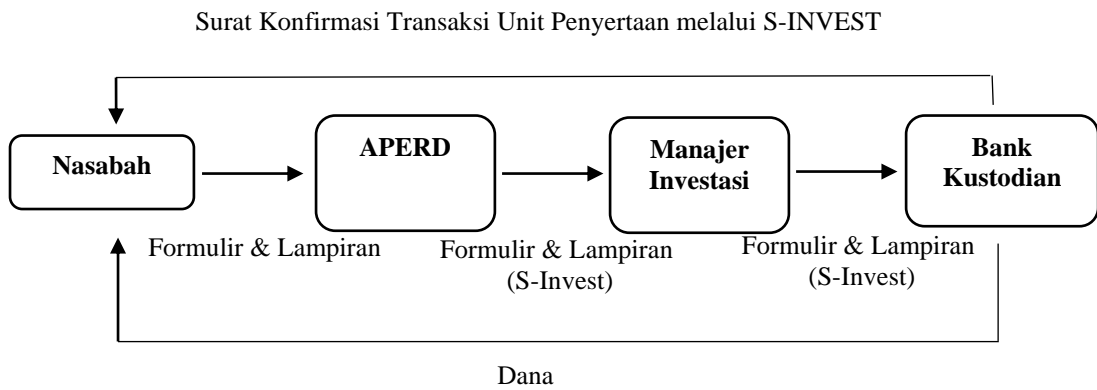 Surat Konfirmasi Transaksi Unit Penyertaan melalui S-INVEST
Nasabah
APERD
Manajer
Investasi
Bank
Kustodian
Formulir & Lampiran
Formulir & Lampiran
(S-Invest)
Formulir & Lampiran
(S-Invest)
Dana